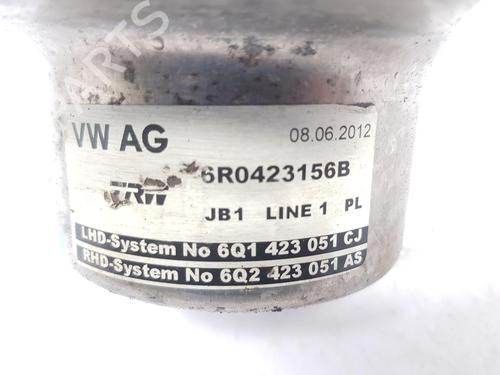 VW AG 08.06.2012
6R0423156B
TRW
JB1 LINE 1 PL
LHD-System No 6Q1 423 051 CJ
RHD-System No 6Q2 423 051 AS
PARTS